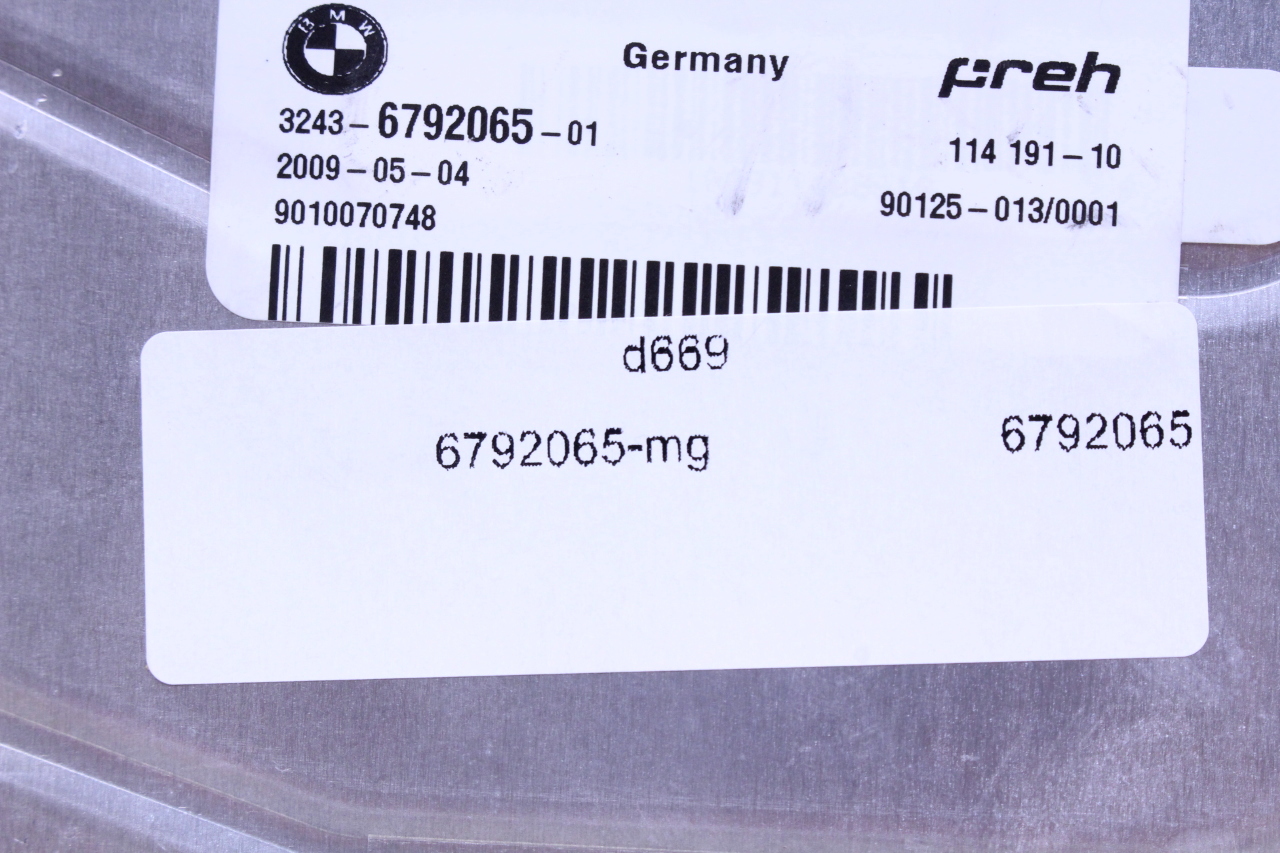 BMW
Germany
preh
3243-6792065-01
114 191-10
2009-05-04
90125-013/0001
9010070748
d669
6792065-mg
6792065